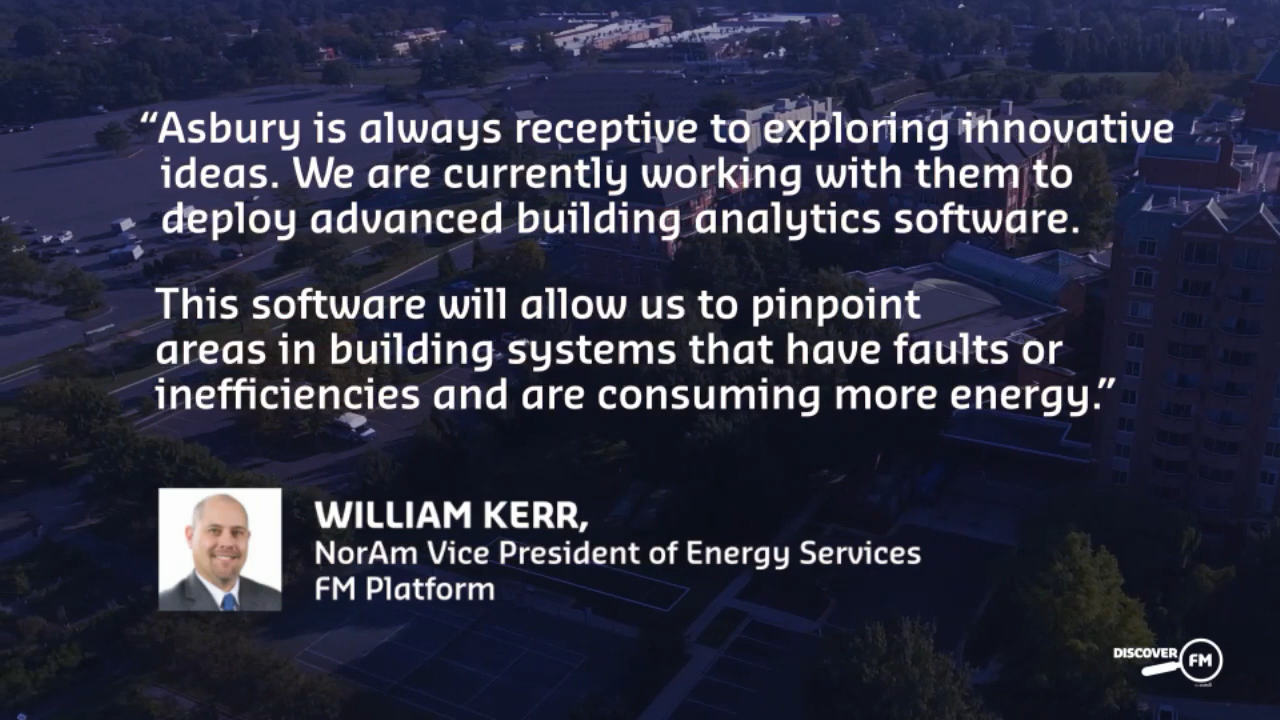 “Asbury is always receptive to exploring innovative
ideas. We are currently working with them to
deploy advanced building analytics software.
This software will allow us to pinpoint
areas in building systems that have faults or
inefficiencies and are consuming more energy.”
WILLIAM KERR,
NorAm Vice President of Energy Services
FM Platform
DISCOVER
FM